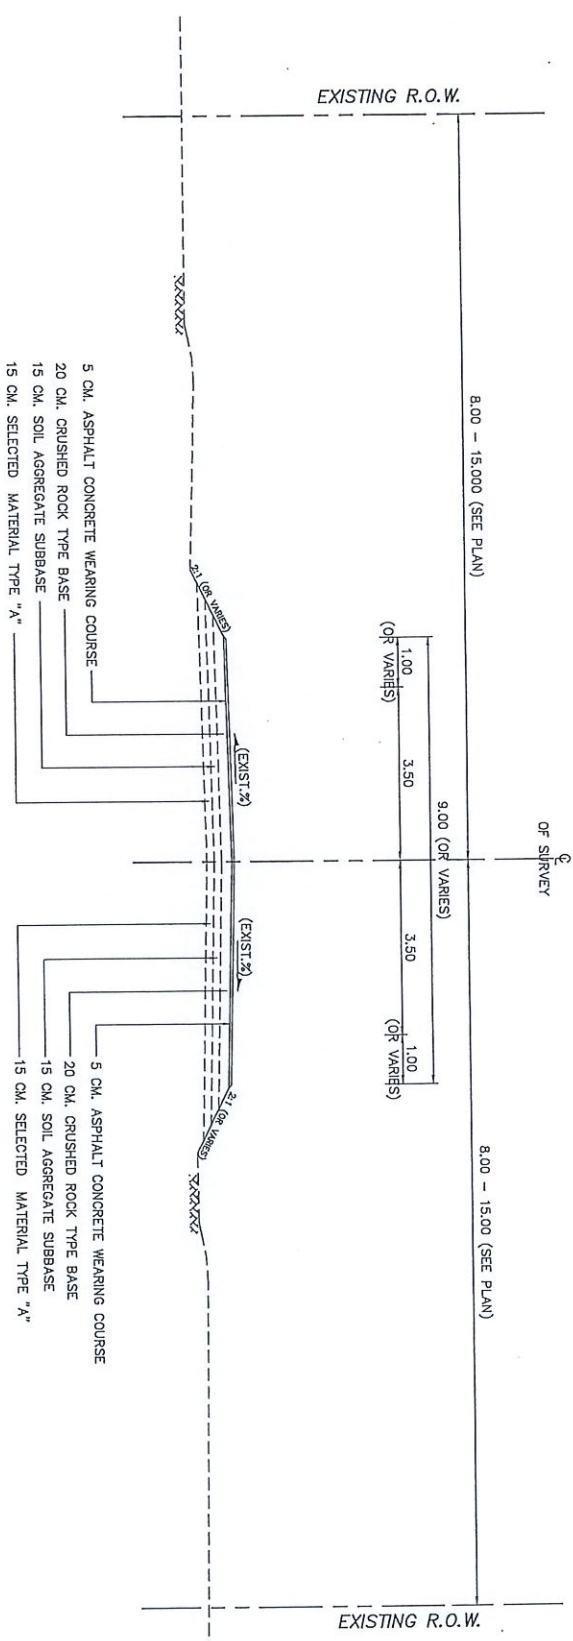 EXISTING R.O.W.
EXISTING R.O.W.
℄
OF SURVEY
8.00 - 15.000 (SEE PLAN)
8.00 - 15.00 (SEE PLAN)
9.00 (OR VARIES)
1.00
(OR VARIES)
3.50
3.50
1.00
(OR VARIES)
(EXIST.%)
(EXIST.%)
2:1 (OR VARIES)
2:1 (OR VARIES)
5 CM. ASPHALT CONCRETE WEARING COURSE
20 CM. CRUSHED ROCK TYPE BASE
15 CM. SOIL AGGREGATE SUBBASE
15 CM. SELECTED MATERIAL TYPE "A"
5 CM. ASPHALT CONCRETE WEARING COURSE
20 CM. CRUSHED ROCK TYPE BASE
15 CM. SOIL AGGREGATE SUBBASE
15 CM. SELECTED MATERIAL TYPE "A"